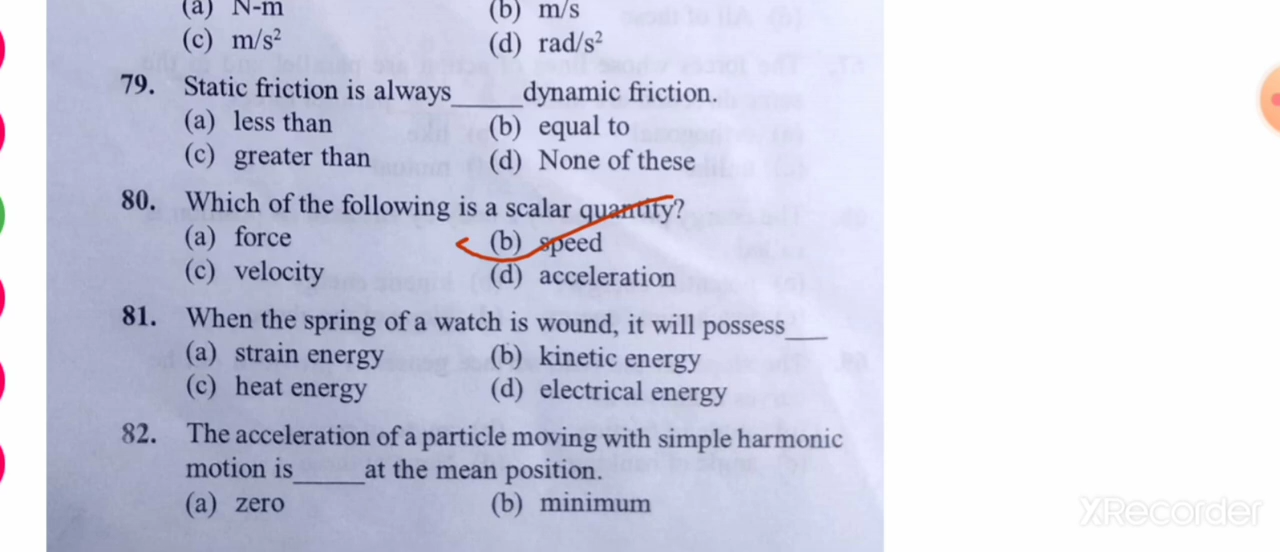 (a) N-m (b) m/s
(c) m/s² (d) rad/s²
79. Static friction is always_____dynamic friction.
(a) less than (b) equal to
(c) greater than (d) None of these
80. Which of the following is a scalar quantity?
(a) force (b) speed
(c) velocity (d) acceleration
81. When the spring of a watch is wound, it will possess___
(a) strain energy (b) kinetic energy
(c) heat energy (d) electrical energy
82. The acceleration of a particle moving with simple harmonic
motion is_____at the mean position.
(a) zero (b) minimum
XRecorder